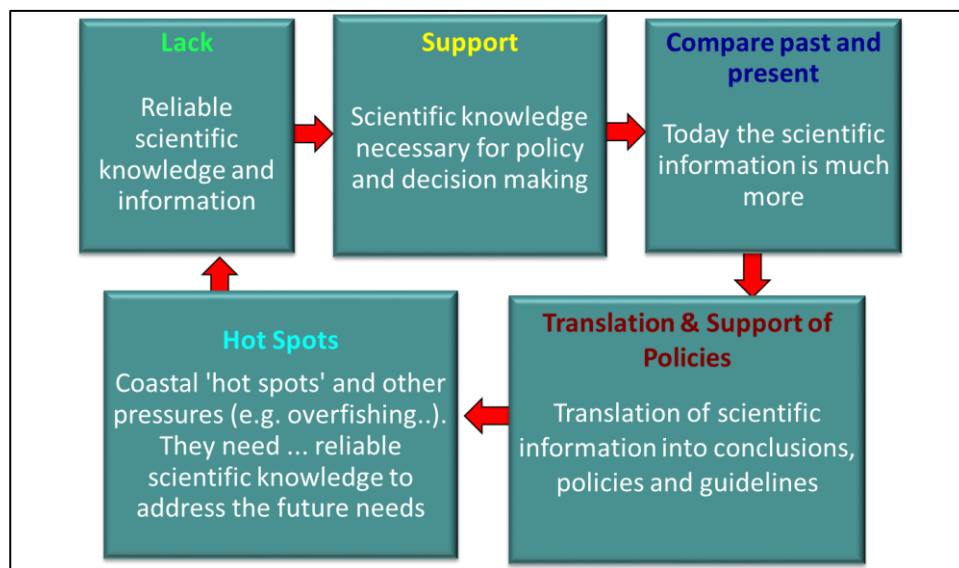 Lack
Reliable
scientific
knowledge and
information
Support
Scientific knowledge
necessary for policy
and decision making
Compare past and
present
Today the scientific
information is much
more
Translation & Support of
Policies
Translation of scientific
information into conclusions,
policies and guidelines
Hot Spots
Coastal 'hot spots' and other
pressures (e.g. overfishing..).
They need ... reliable
scientific knowledge to
address the future needs